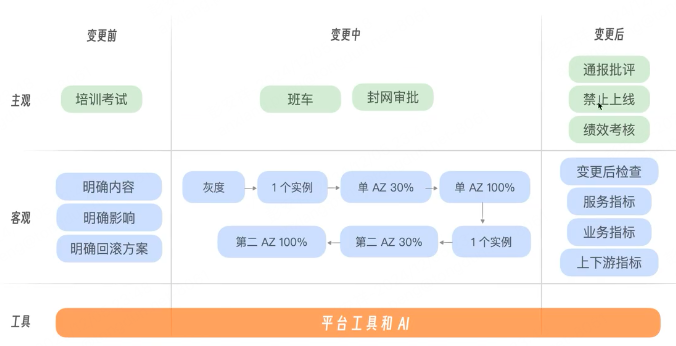 变更前
变更中
变更后
主观
培训考试
班车
封网审批
通报批评
禁止上线
绩效考核
客观
明确内容
明确影响
明确回滚方案
灰度
1 个实例
单 AZ 30%
单 AZ 100%
1 个实例
第二 AZ 30%
第二 AZ 100%
变更后检查
服务指标
业务指标
上下游指标
工具
平台工具和 AI